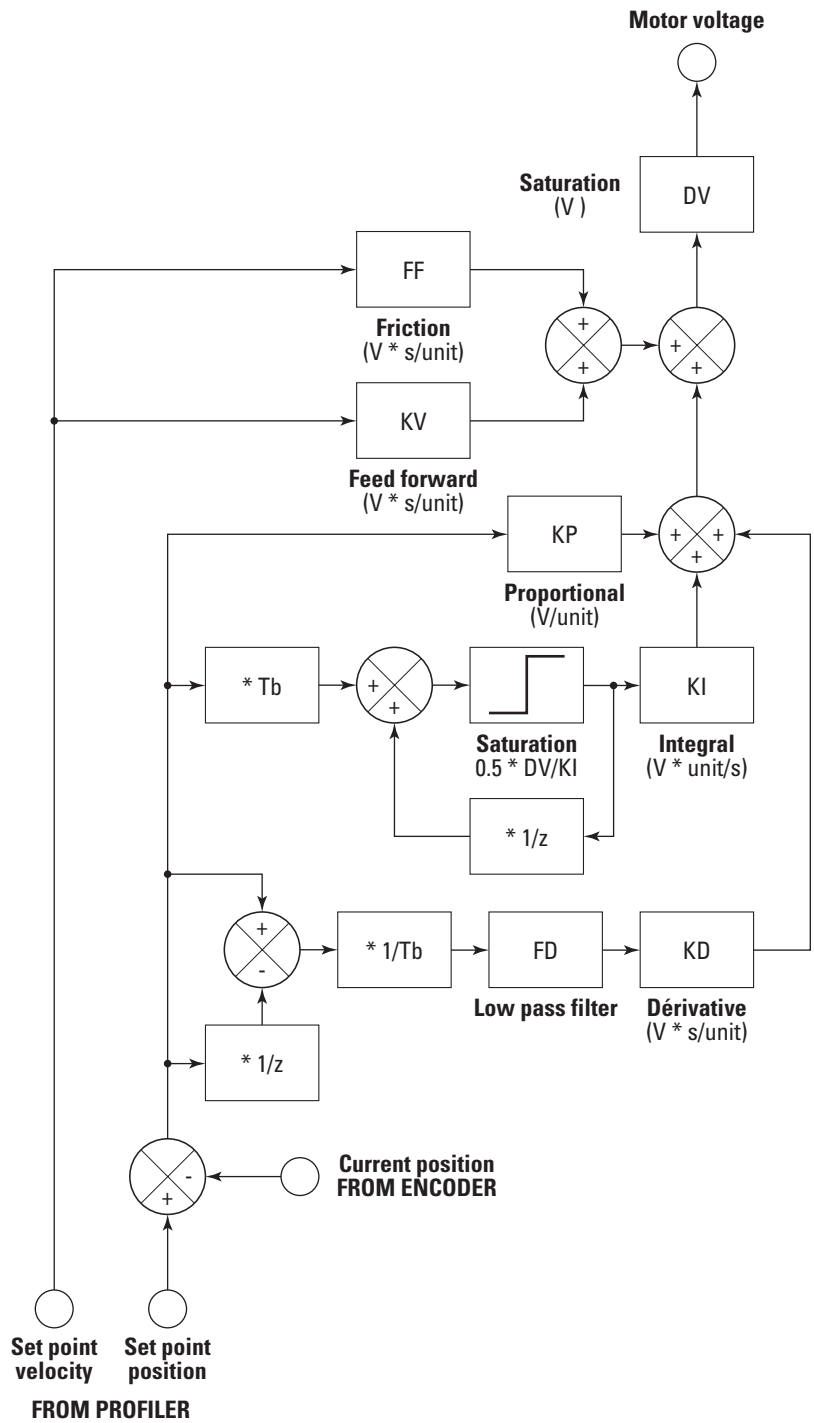 Motor voltage
Saturation
(V )
DV
FF
Friction
(V * s/unit)
+
+
+
+
KV
Feed forward
(V * s/unit)
KP
Proportional
(V/unit)
+
+
+
* Tb
+
+
Saturation
0.5 * DV/KI
KI
Integral
(V * unit/s)
* 1/z
+
-
* 1/Tb
FD
Low pass filter
KD
Dérivative
(V * s/unit)
* 1/z
-
+
Current position
FROM ENCODER
Set point
velocity
Set point
position
FROM PROFILER